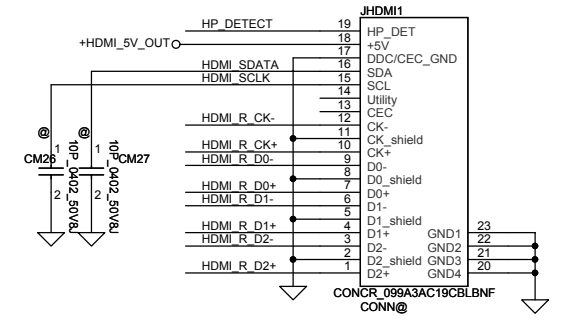 JHDMI1
HP_DETECT 19 HP_DET
+HDMI_5V_OUT 18 +5V
17 DDC/CEC_GND
HDMI_SDATA 16 SDA
HDMI_SCLK 15 SCL
14 Utility
13 CEC
HDMI_R_CK- 12 CK-
11 CK_shield
HDMI_R_CK+ 10 CK+
HDMI_R_D0- 9 D0-
8 D0_shield
HDMI_R_D0+ 7 D0+
HDMI_R_D1- 6 D1-
5 D1_shield
HDMI_R_D1+ 4 D1+ GND1 23
HDMI_R_D2- 3 D2- GND2 22
2 D2_shield GND3 21
HDMI_R_D2+ 1 D2+ GND4 20
CONCR_099A3AC19CBLBNF
CONN@
@
CM26
1
2
10P_0402_50V8J
@
CM27
1
2
10P_0402_50V8J